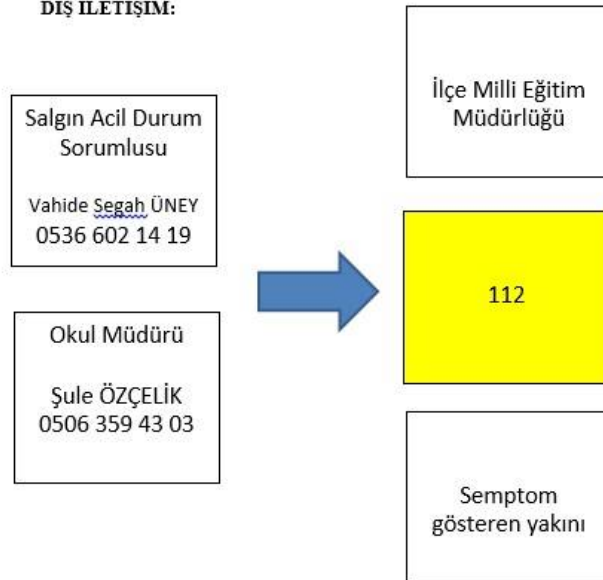 DIŞ İLETİŞİM:
Salgın Acil Durum
Sorumlusu
Vahide Segah ÜNEY
0536 602 14 19
Okul Müdürü
Şule ÖZÇELİK
0506 359 43 03
İlçe Milli Eğitim
Müdürlüğü
112
Semptom
gösteren yakını